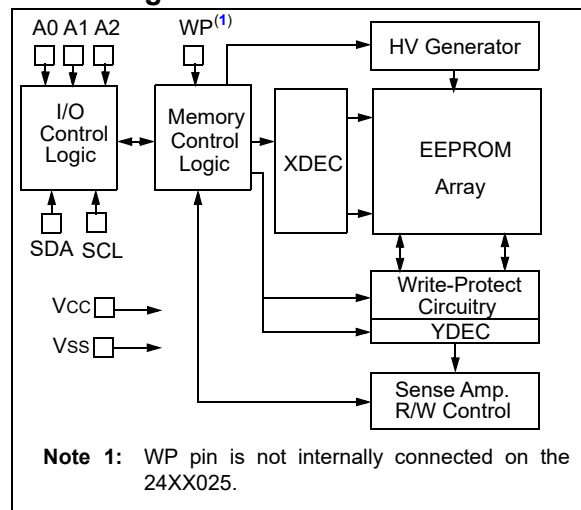 A0 A1 A2
WP(1)
HV Generator
I/O
Control
Logic
Memory
Control
Logic
XDEC
EEPROM
Array
SDA SCL
Write-Protect
Circuitry
YDEC
VCC
VSS
Sense Amp.
R/W Control
Note 1: WP pin is not internally connected on the
24XX025.